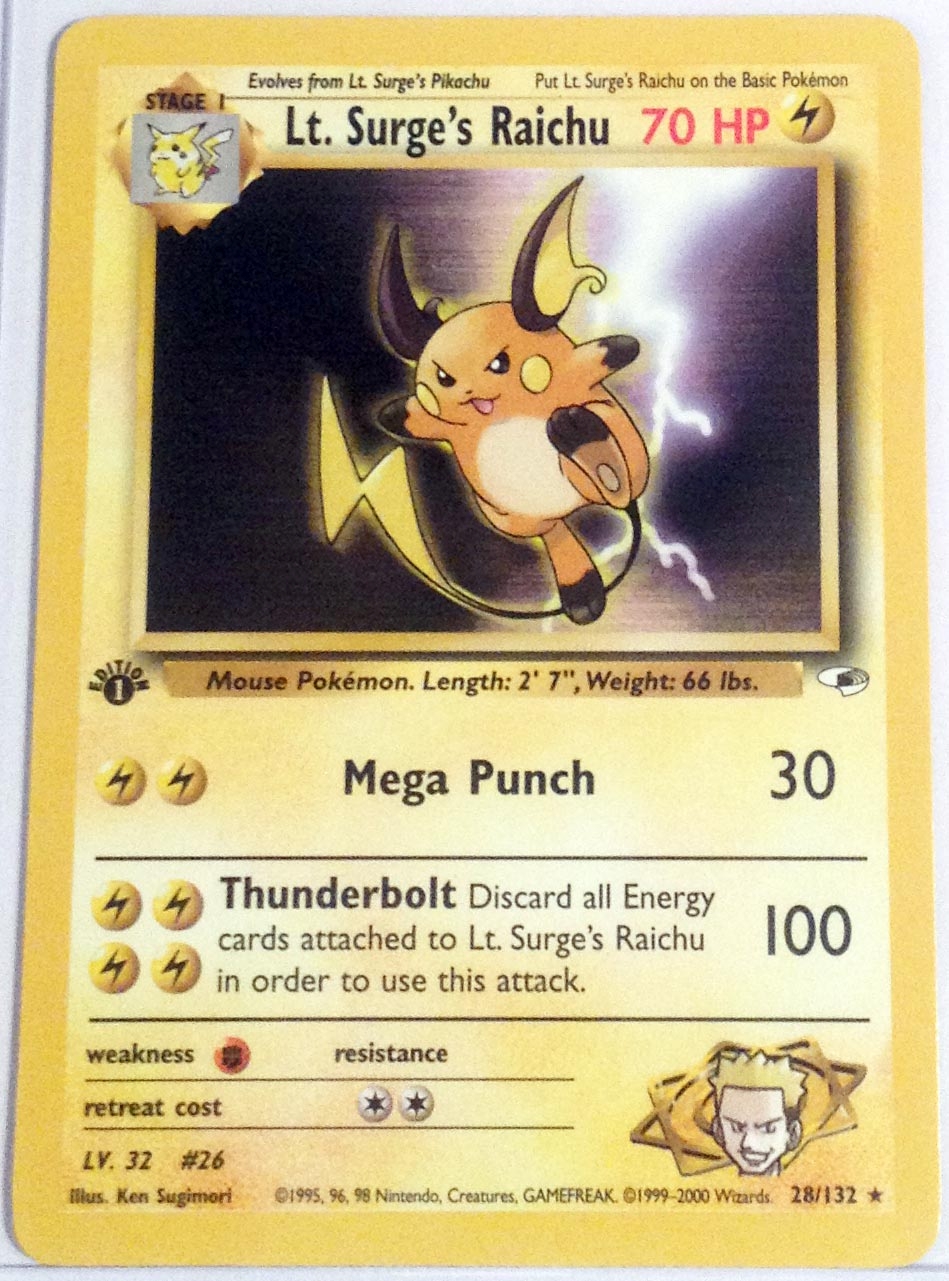 Evolves from Lt. Surge's Pikachu Put Lt. Surge's Raichu on the Basic Pokémon
STAGE 1
Lt. Surge's Raichu 70 HP
EDITION
1
Mouse Pokémon. Length: 2' 7", Weight: 66 lbs.
Mega Punch 30
Thunderbolt Discard all Energy
cards attached to Lt. Surge's Raichu
in order to use this attack.
100
weakness resistance
retreat cost
LV. 32 #26
Illus. Ken Sugimori ©1995, 96, 98 Nintendo, Creatures, GAMEFREAK. ©1999-2000 Wizards. 28/132 ★